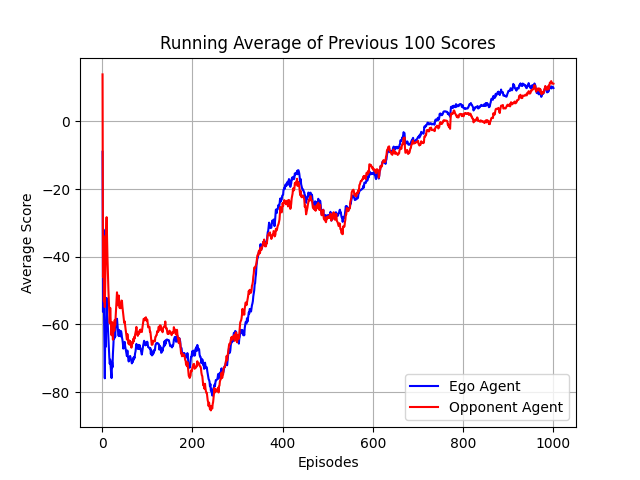 Running Average of Previous 100 Scores
Average Score
0
−20
−40
−60
−80
0
200
400
600
800
1000
Episodes
Ego Agent
Opponent Agent